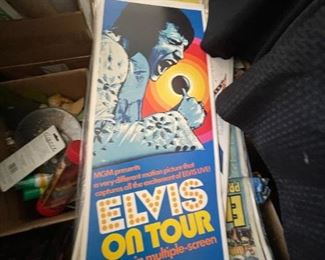 MGM presents
a very different motion picture that
captures all the excitement of ELVIS LIVE!
ELVIS
ON TOUR
in multiple-screen